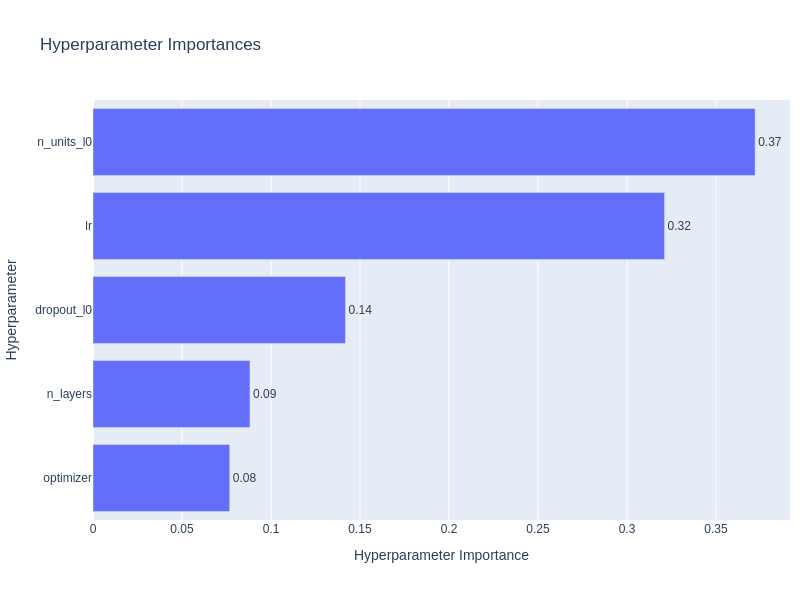 Hyperparameter Importances
Hyperparameter
n_units_l0
0.37
lr
0.32
dropout_l0
0.14
n_layers
0.09
optimizer
0.08
0 0.05 0.1 0.15 0.2 0.25 0.3 0.35
Hyperparameter Importance